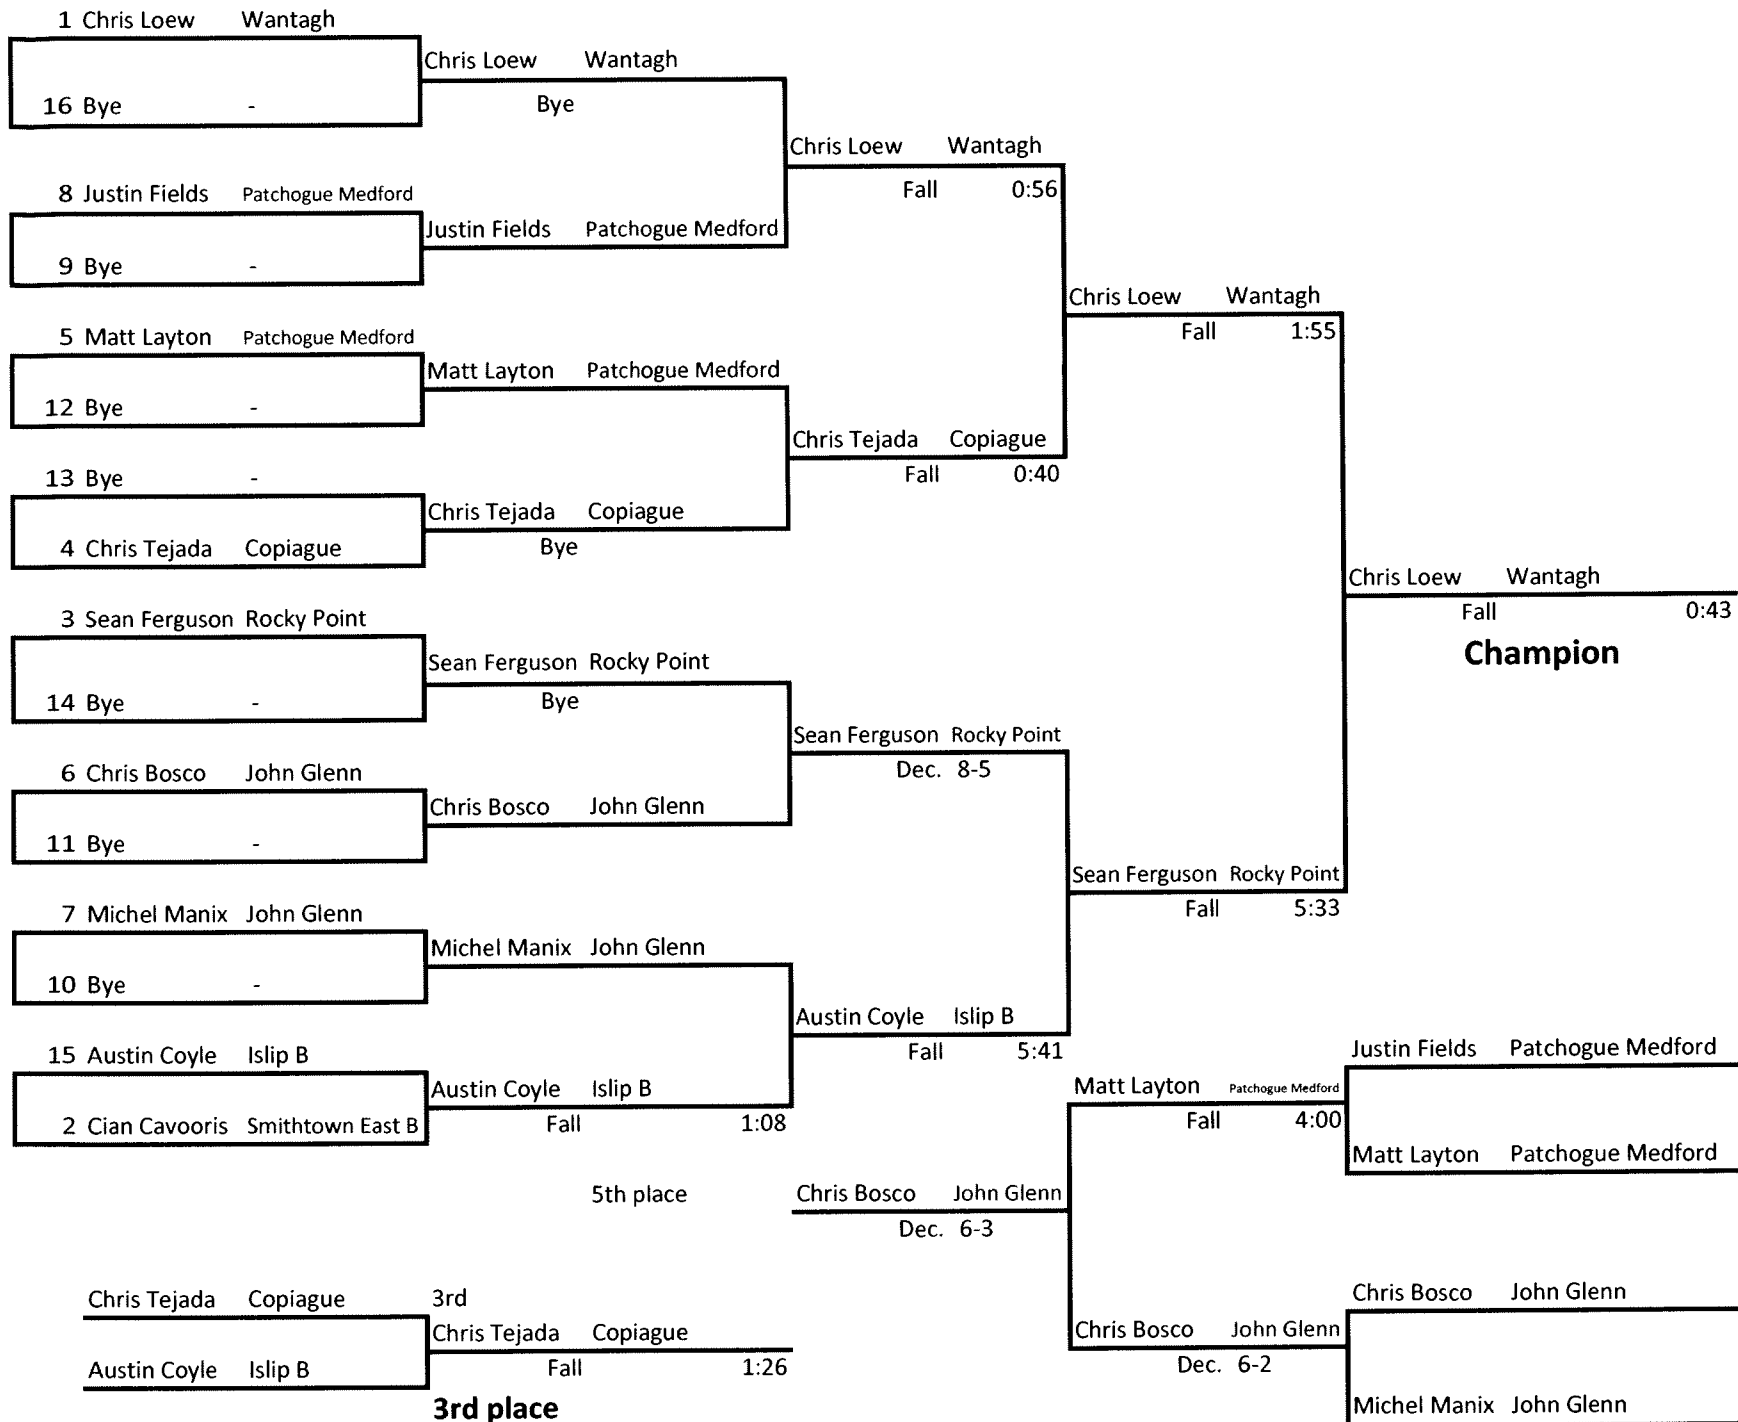 1 Chris Loew Wantagh
Chris Loew Wantagh
16 Bye -
Bye
Chris Loew Wantagh
Fall 0:56
8 Justin Fields Patchogue Medford
Justin Fields Patchogue Medford
9 Bye -
Chris Loew Wantagh
Fall 1:55
5 Matt Layton Patchogue Medford
Matt Layton Patchogue Medford
12 Bye -
Chris Tejada Copiague
Fall 0:40
13 Bye -
Chris Tejada Copiague
Bye
4 Chris Tejada Copiague
Chris Loew Wantagh
Fall 0:43
Champion
3 Sean Ferguson Rocky Point
Sean Ferguson Rocky Point
Bye
14 Bye -
Sean Ferguson Rocky Point
Dec. 8-5
6 Chris Bosco John Glenn
Chris Bosco John Glenn
11 Bye -
Sean Ferguson Rocky Point
Fall 5:33
7 Michel Manix John Glenn
Michel Manix John Glenn
10 Bye -
Austin Coyle Islip B
Fall 5:41
15 Austin Coyle Islip B
Austin Coyle Islip B
Fall 1:08
2 Cian Cavooris Smithtown East B
Justin Fields Patchogue Medford
Matt Layton Patchogue Medford
Fall 4:00
Matt Layton Patchogue Medford
5th place
Chris Bosco John Glenn
Dec. 6-3
Chris Bosco John Glenn
Chris Bosco John Glenn
Dec. 6-2
Michel Manix John Glenn
Chris Tejada Copiague
3rd
Chris Tejada Copiague
Fall 1:26
Austin Coyle Islip B
3rd place